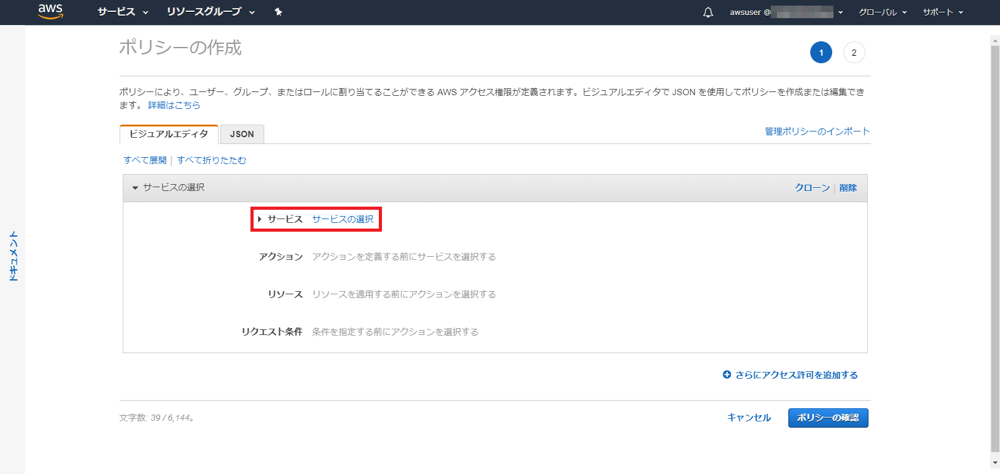 aws サービス リソースグループ awsuser @ グローバル サポート
ポリシーの作成
1 2
ポリシーにより、ユーザー、グループ、またはロールに割り当てることができる AWS アクセス権限が定義されます。ビジュアルエディタで JSON を使用してポリシーを作成または編集でき
ます。 詳細はこちら
ビジュアルエディタ JSON 管理ポリシーのインポート
すべて展開 | すべて折りたたむ
サービスの選択 クローン | 削除
サービス サービスの選択
アクション アクションを定義する前にサービスを選択する
ドキュメント
リソース リソースを適用する前にアクションを選択する
リクエスト条件 条件を指定する前にアクションを選択する
さらにアクセス許可を追加する
文字数: 39 / 6,144。 キャンセル ポリシーの確認